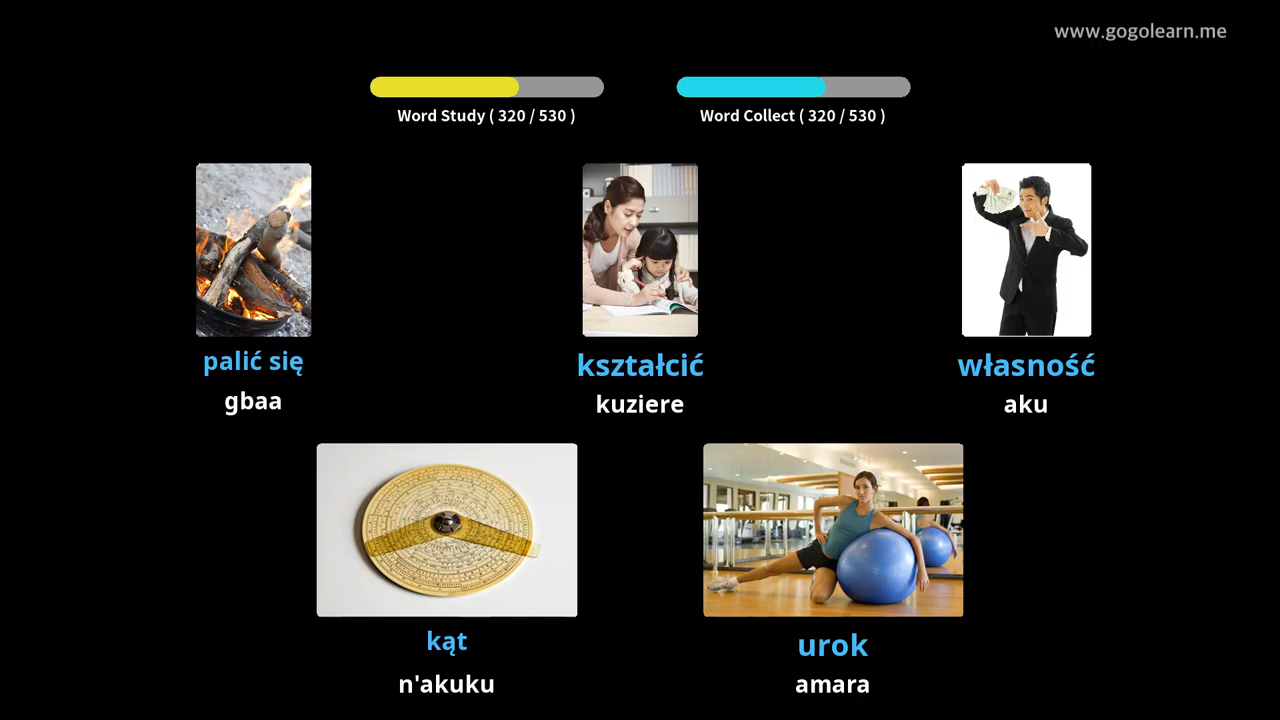 www.gogolearn.me
Word Study ( 320 / 530 )
Word Collect ( 320 / 530 )
palić się
gbaa
kształcić
kuziere
własność
aku
kąt
n'akuku
urok
amara